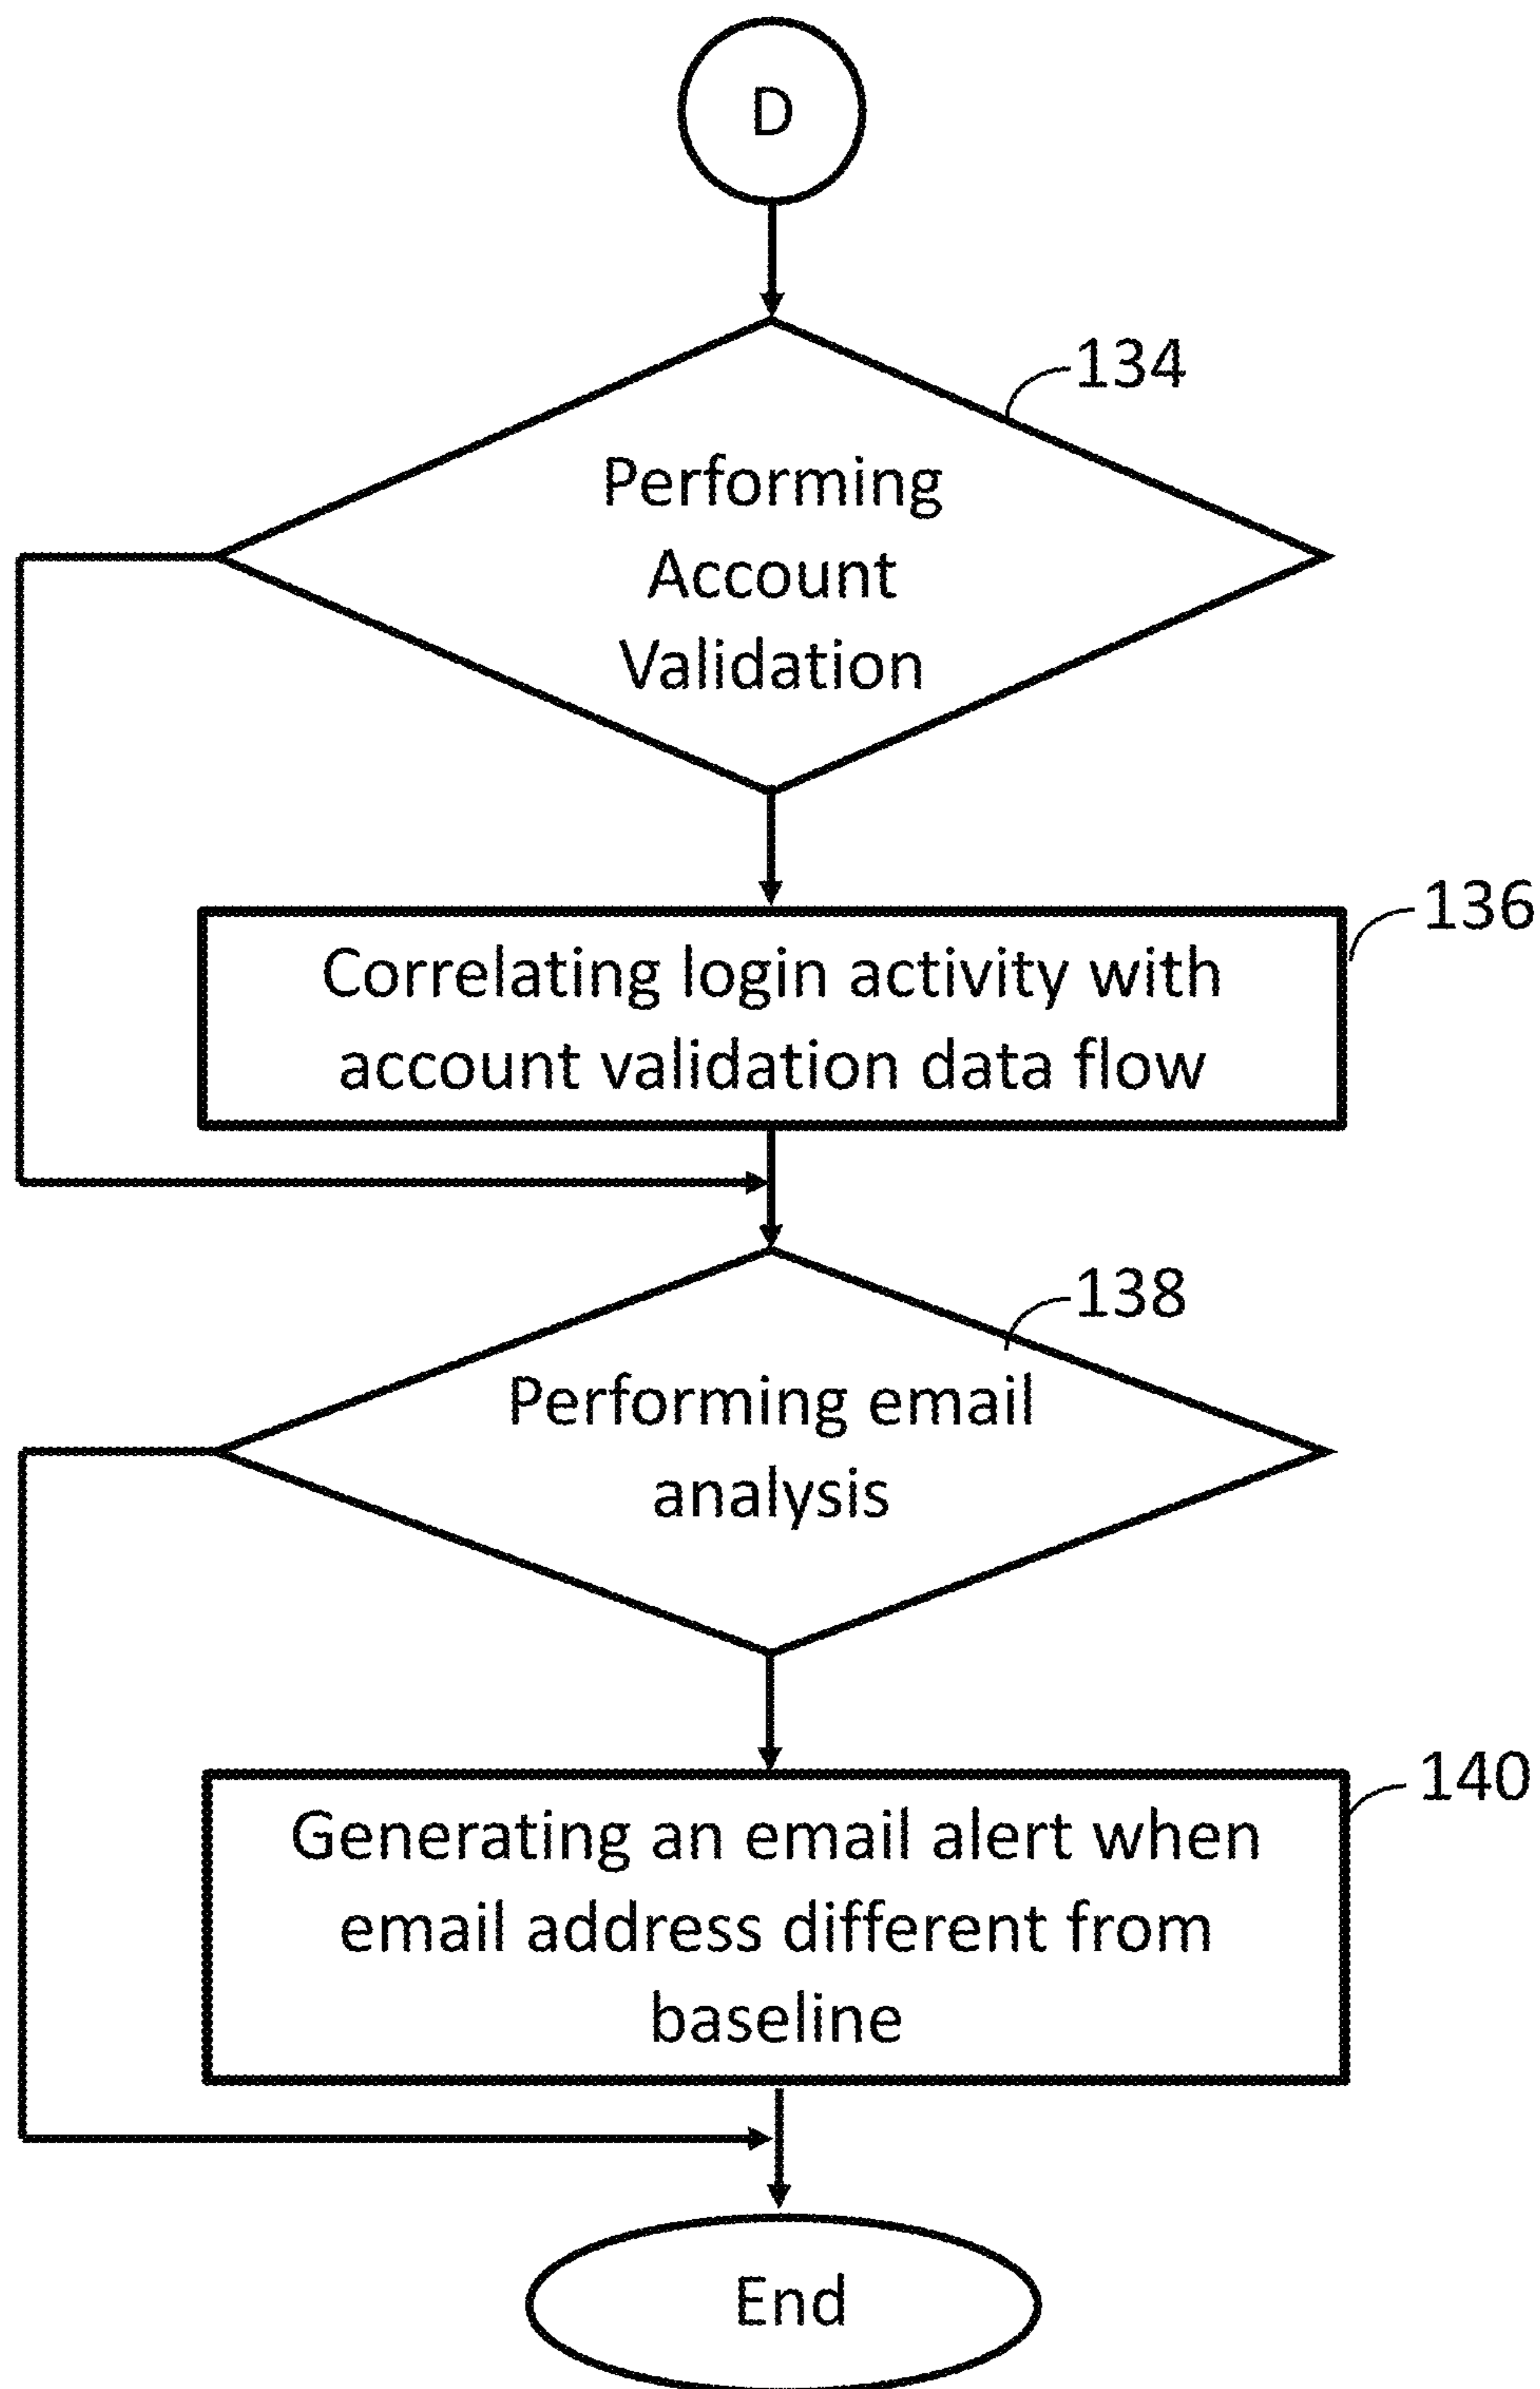 D
134
Performing
Account
Validation
136
Correlating login activity with
account validation data flow
138
Performing email
analysis
140
Generating an email alert when
email address different from
baseline
End